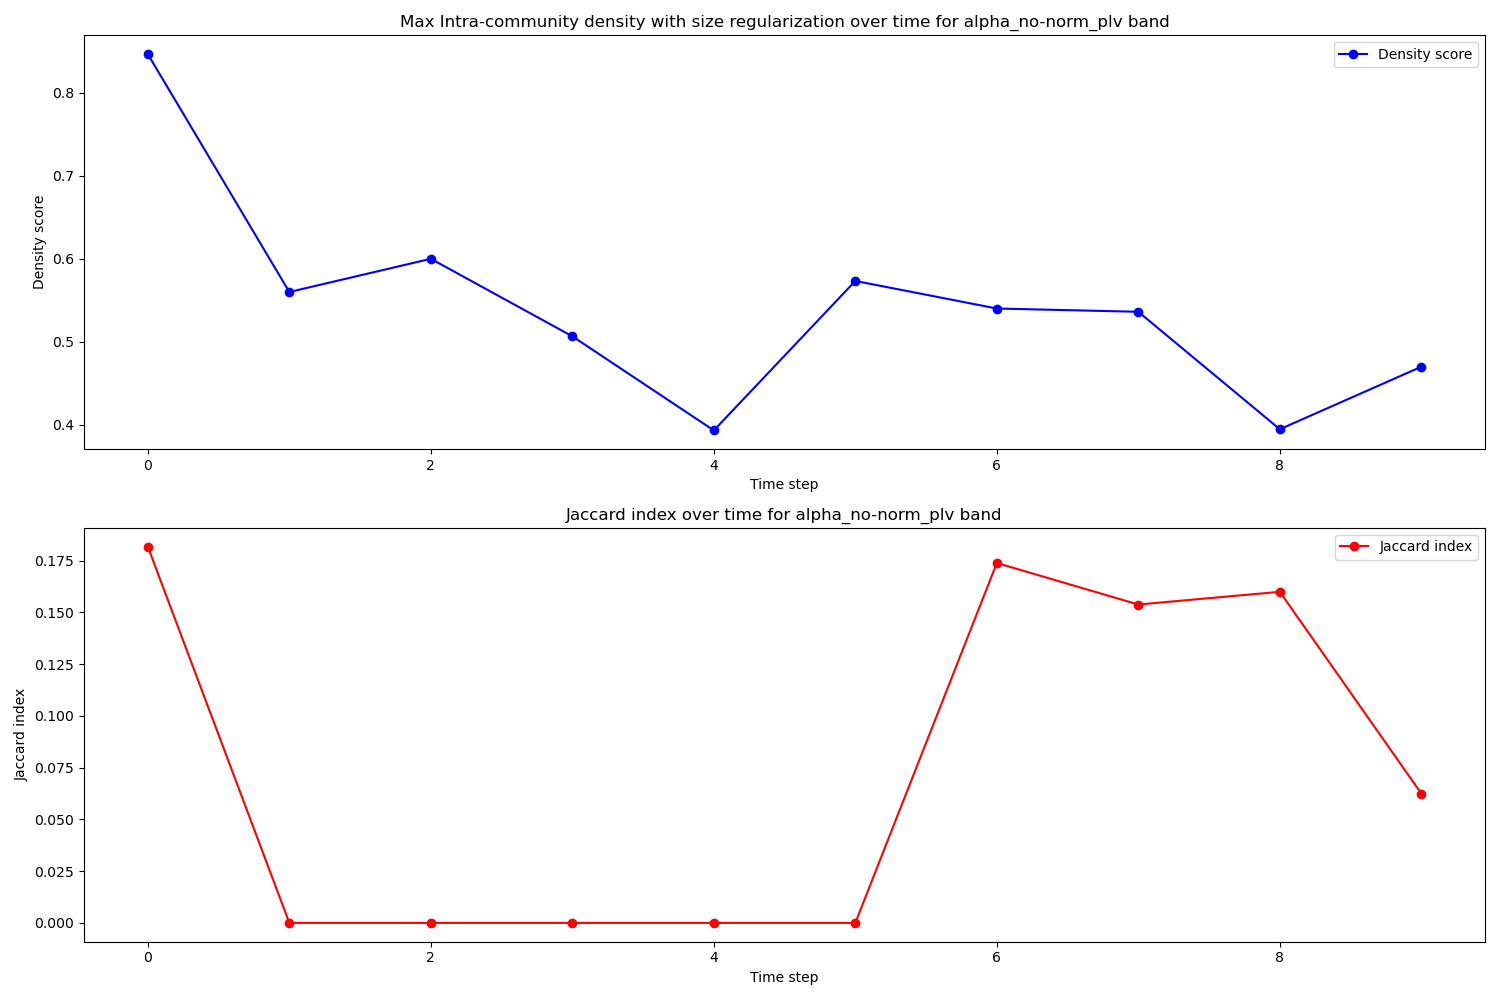 Max Intra-community density with size regularization over time for alpha_no-norm_plv band
Density score
0.8
0.7
0.6
0.5
0.4
Density score
0
2
4
6
8
Time step
Jaccard index over time for alpha_no-norm_plv band
Jaccard index
0.175
0.150
0.125
0.100
0.075
0.050
0.025
0.000
Jaccard index
0
2
4
6
8
Time step